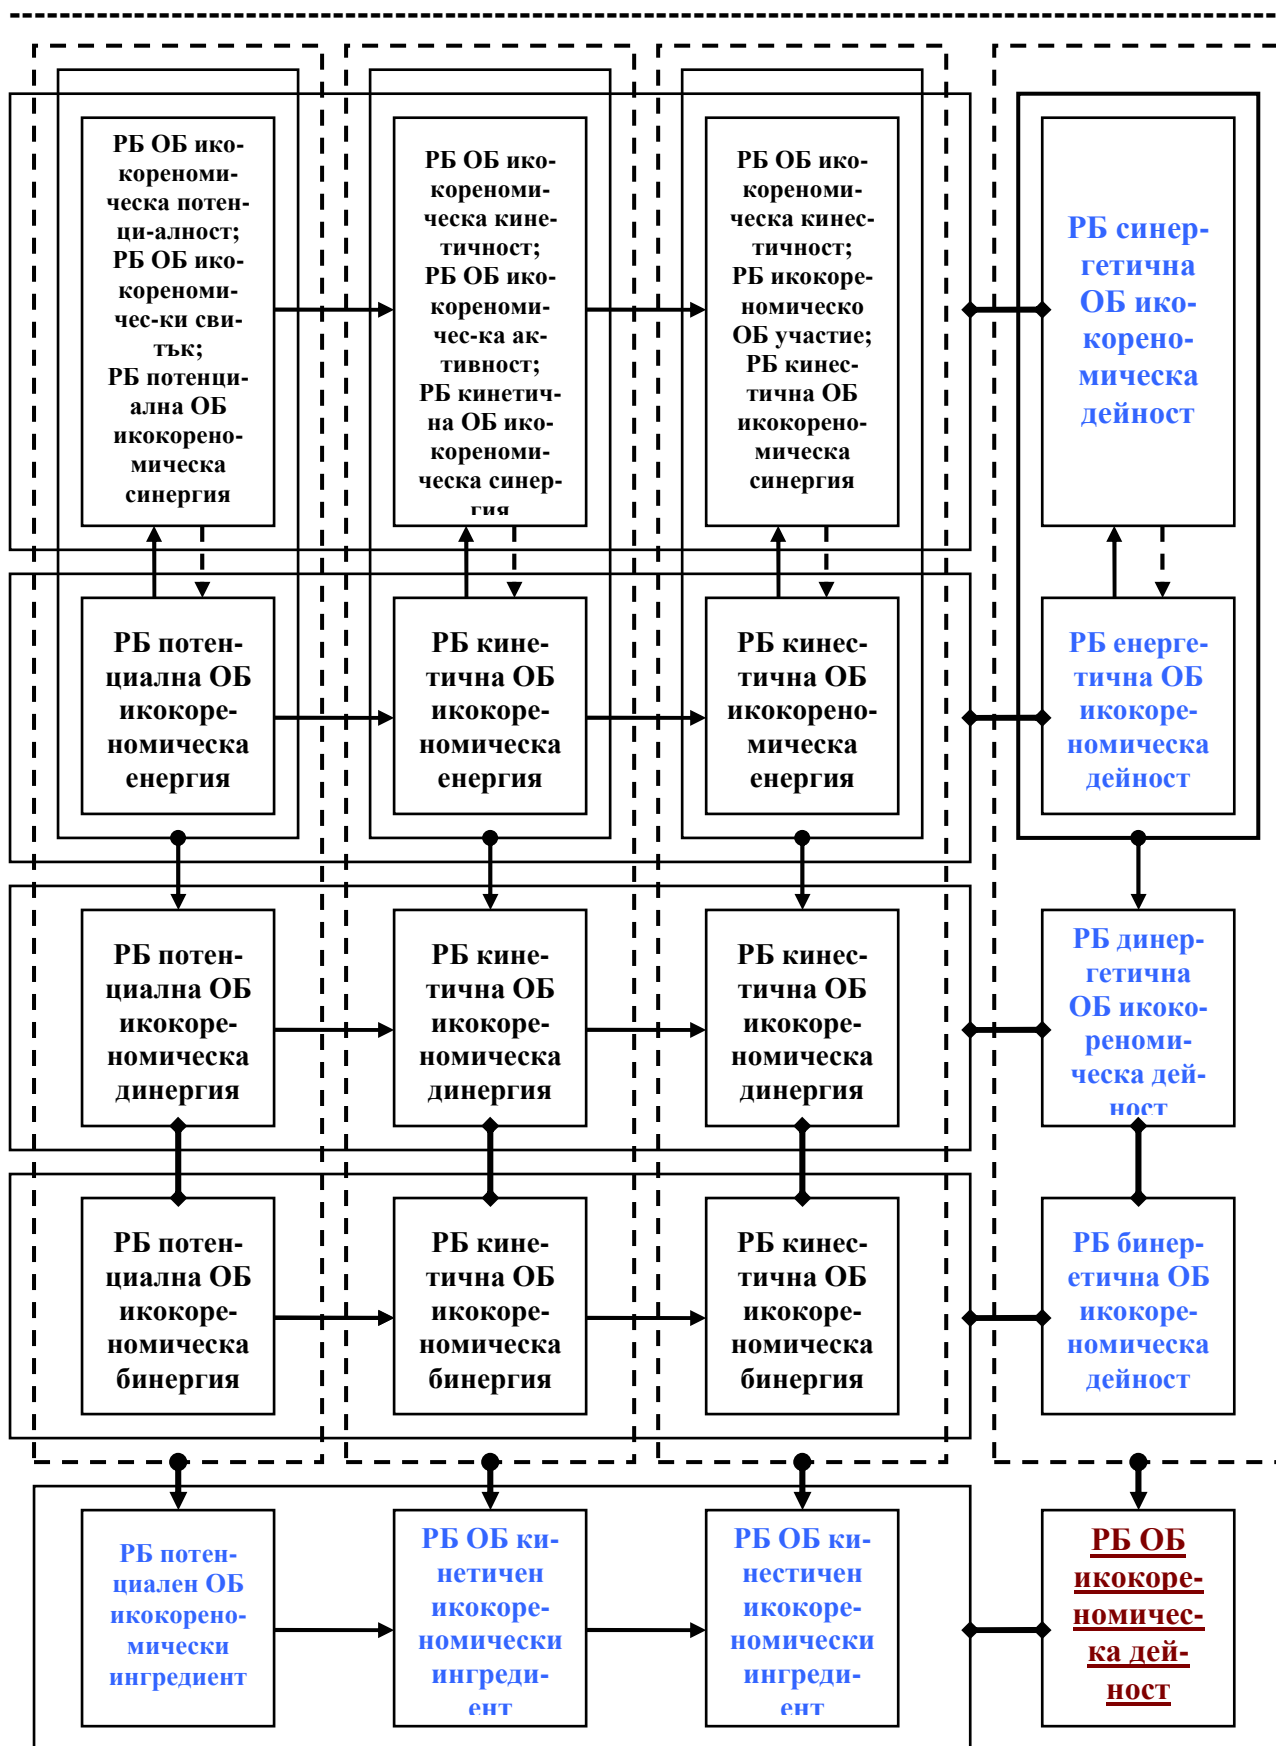 РБ ОБ ико-
кореноми-
ческа потен-
ци-алност;
РБ ОБ ико-
кореноми-
чес-ки сви-
тък;
РБ потенци-
ална ОБ
икокорено-
мическа
синергия
РБ ОБ ико-
кореноми-
ческа кине-
тичност;
РБ ОБ ико-
кореноми-
чес-ка ак-
тивност;
РБ кинетич-
на ОБ ико-
кореноми-
ческа синер-
гия
РБ ОБ ико-
кореноми-
ческа кинес-
тичност;
РБ икокоре-
номическо
ОБ участие;
РБ кинес-
тична ОБ
икокорено-
мическа
синергия
РБ синер-
гетична
ОБ ико-
корено-
мическа
дейност
РБ потен-
циална ОБ
икокоре-
номическа
енергия
РБ кине-
тична ОБ
икокоре-
номическа
енергия
РБ кинес-
тична ОБ
икокорено-
мическа
енергия
РБ енерге-
тична ОБ
икокоре-
номическа
дейност
РБ потен-
циална ОБ
икокоре-
номическа
динергия
РБ кине-
тична ОБ
икокоре-
номическа
динергия
РБ кинес-
тична ОБ
икокоре-
номическа
динергия
РБ динер-
гетична
ОБ икоко-
реноми-
ческа дей-
ност
РБ потен-
циална ОБ
икокоре-
номическа
бинергия
РБ кине-
тична ОБ
икокоре-
номическа
бинергия
РБ кинес-
тична ОБ
икокоре-
номическа
бинергия
РБ бинер-
етична ОБ
икокоре-
номическа
дейност
РБ потен-
циален ОБ
икокорено-
мически
ингредиент
РБ ОБ ки-
нетичен
икокоре-
номически
ингреди-
ент
РБ ОБ ки-
нестичен
икокоре-
номически
ингреди-
ент
РБ ОБ
икокоре-
номичес-
ка дей-
ност